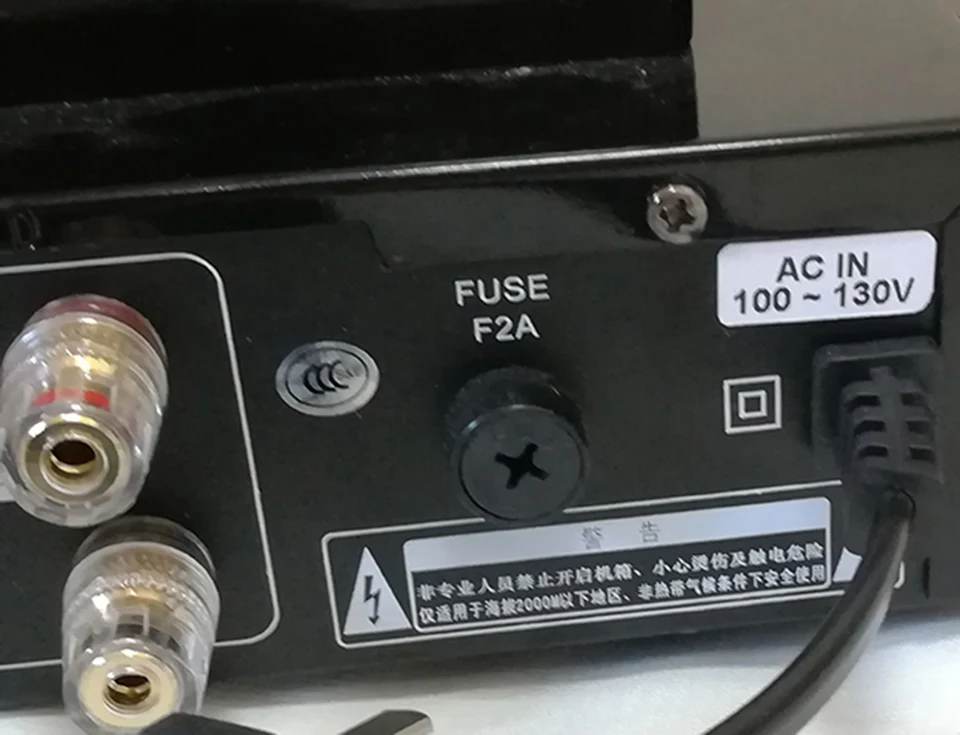 FUSE
F2A
AC IN
100 ~ 130V
警 告
非专业人员禁止开启机箱、小心烫伤及触电危险
仅适用于海拔2000M以下地区、非热带气候条件下安全使用